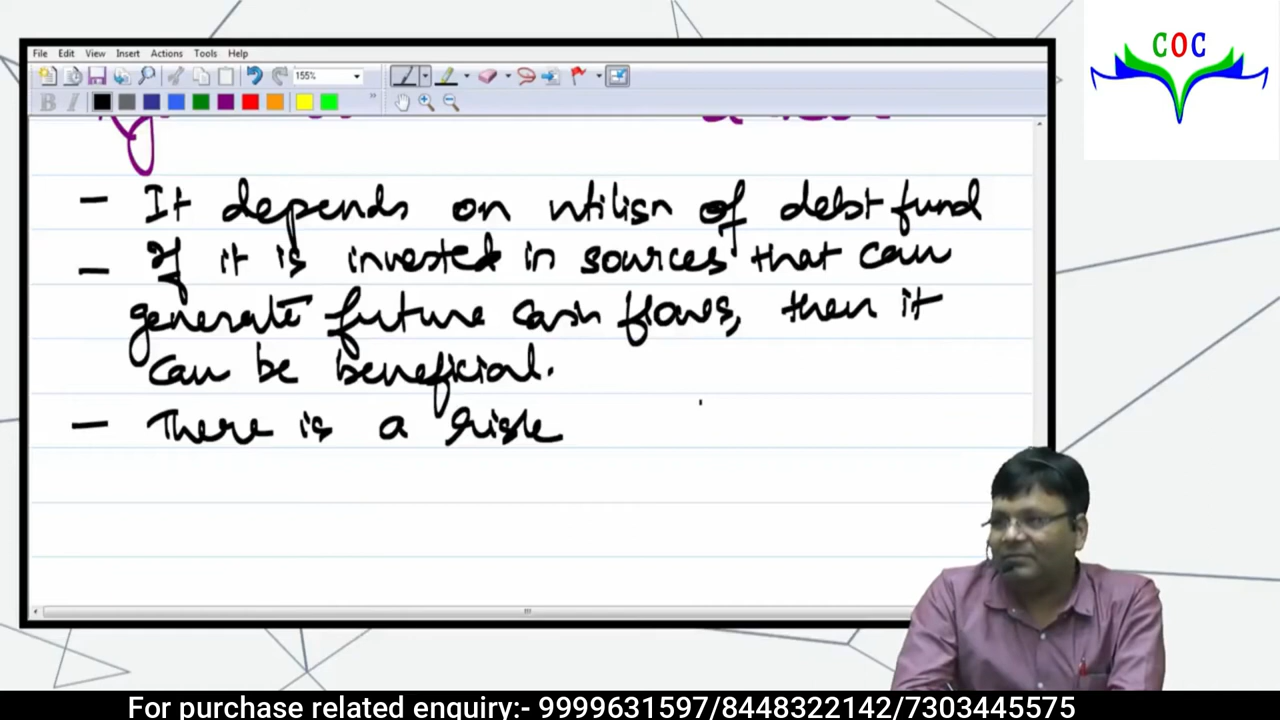 COC
File Edit View Insert Actions Tools Help
155%
B I
- It depends on utilisn of debt fund
- If it is invested in sources that can
generate future cash flows, then it
can be beneficial.
- There is a risk
For purchase related enquiry:- 9999631597/8448322142/7303445575